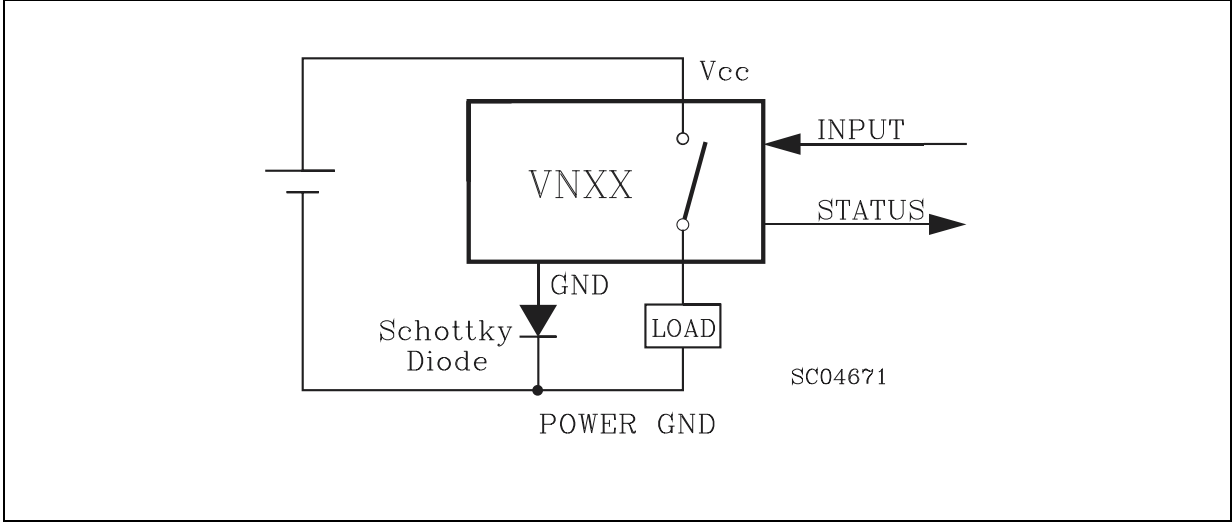 Vcc
INPUT
VNXX
STATUS
GND
Schottky
Diode
LOAD
SC04671
POWER GND